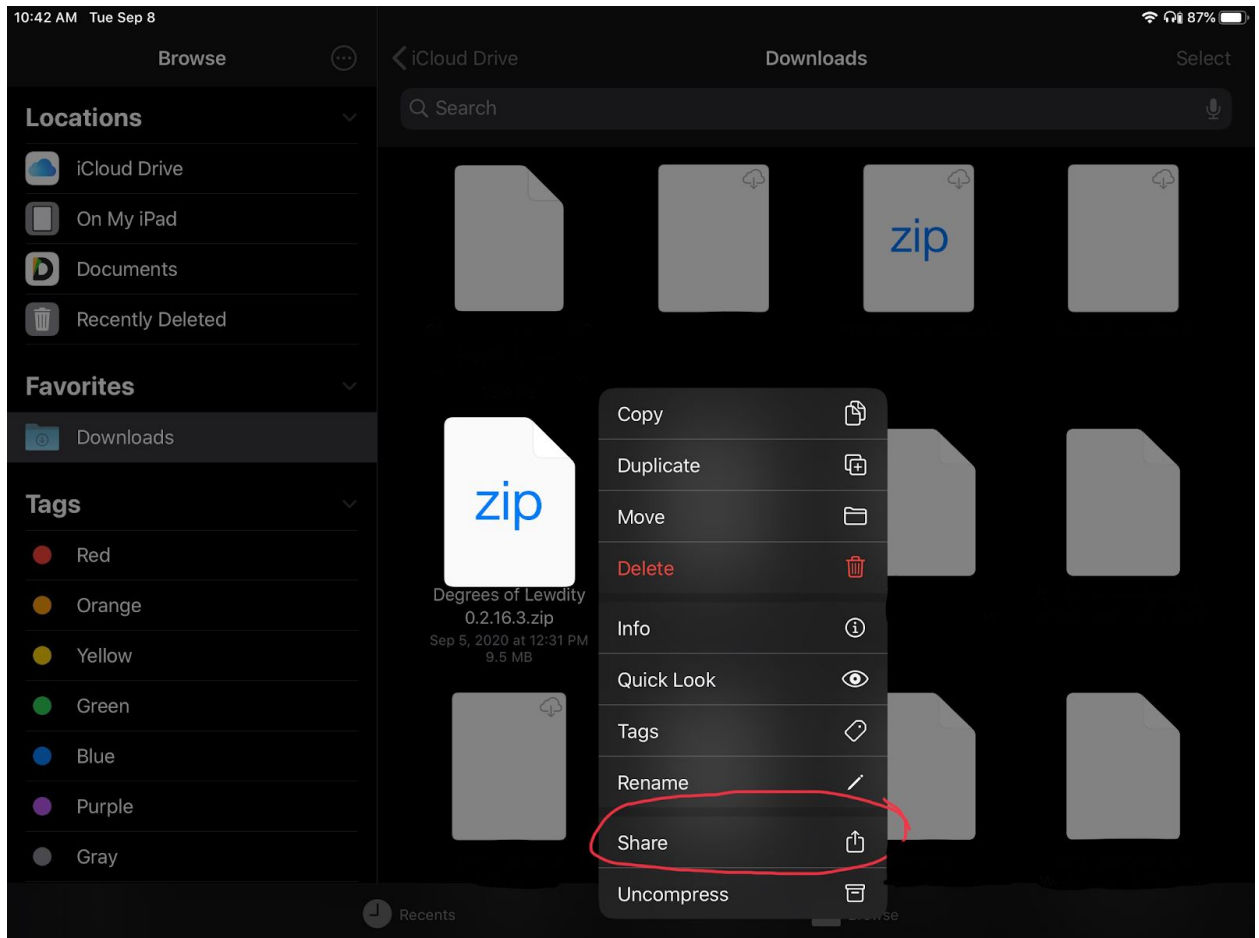 10:42 AM Tue Sep 8
87%
Browse
iCloud Drive
Downloads
Select
Search
Locations
iCloud Drive
On My iPad
Documents
Recently Deleted
Favorites
Downloads
Tags
Red
Orange
Yellow
Green
Blue
Purple
Gray
zip
zip
Degrees of Lewdity
0.2.16.3.zip
Sep 5, 2020 at 12:31 PM
9.5 MB
Copy
Duplicate
Move
Delete
Info
Quick Look
Tags
Rename
Share
Uncompress
Recents
Browse